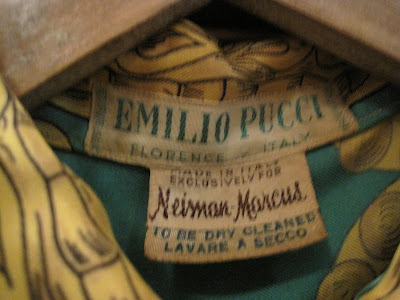 EMILIO PUCCI
FLORENCE - ITALY
MADE IN ITALY
EXCLUSIVELY FOR
Neiman-Marcus
TO BE DRY CLEANED
LAVARE A SECCO